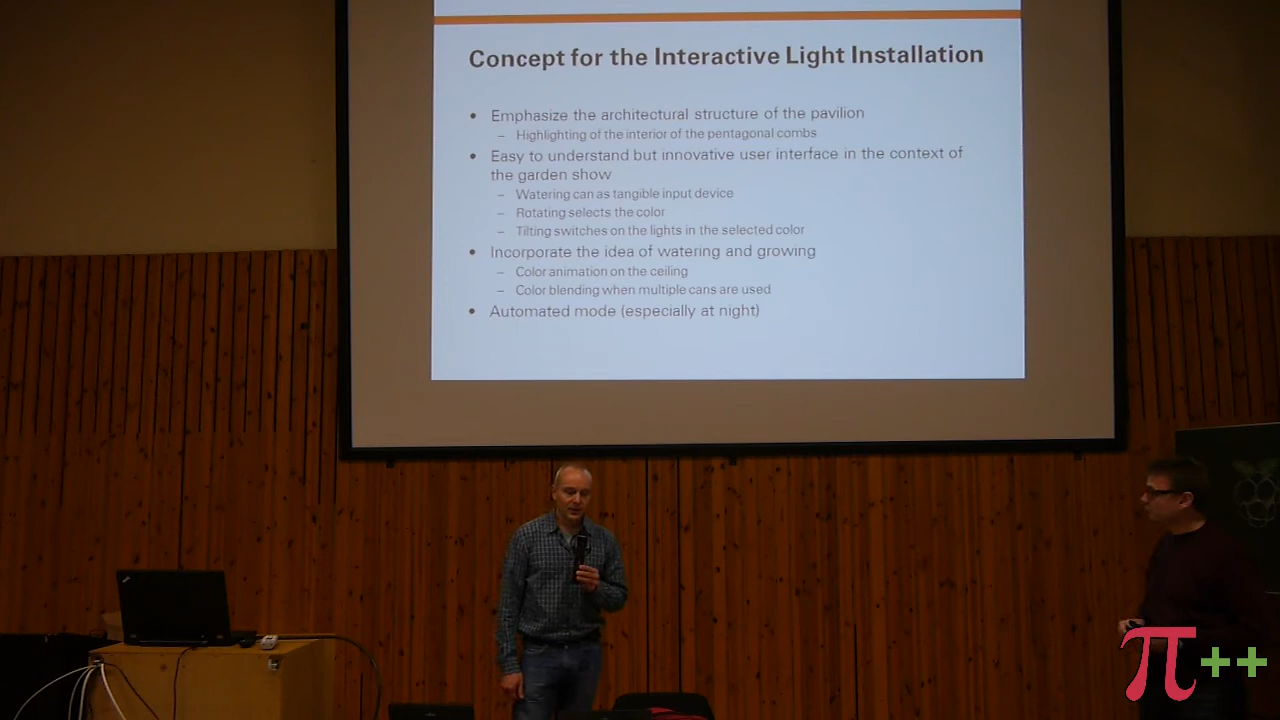 Concept for the Interactive Light Installation
• Emphasize the architectural structure of the pavilion
– Highlighting of the interior of the pentagonal combs
• Easy to understand but innovative user interface in the context of
the garden show
– Watering can as tangible input device
– Rotating selects the color
– Tilting switches on the lights in the selected color
• Incorporate the idea of watering and growing
– Color animation on the ceiling
– Color blending when multiple cans are used
• Automated mode (especially at night)
π++